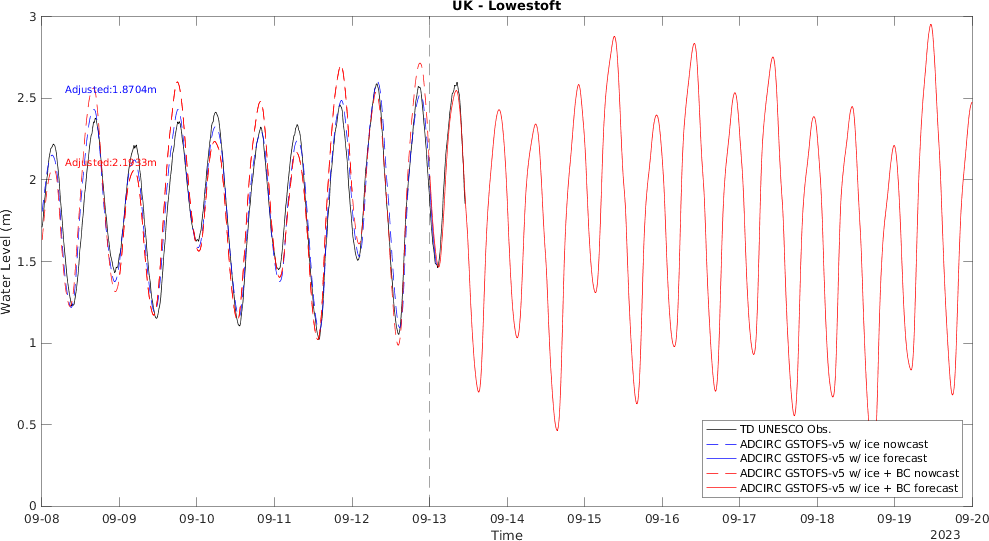 UK - Lowestoft
3
2.5
2
1.5
1
0.5
0
Water Level (m)
Adjusted:1.8704m
Adjusted:2.1933m
TD UNESCO Obs.
ADCIRC GSTOFS-v5 w/ ice nowcast
ADCIRC GSTOFS-v5 w/ ice forecast
ADCIRC GSTOFS-v5 w/ ice + BC nowcast
ADCIRC GSTOFS-v5 w/ ice + BC forecast
09-08 09-09 09-10 09-11 09-12 09-13 09-14 09-15 09-16 09-17 09-18 09-19 09-20
Time
2023